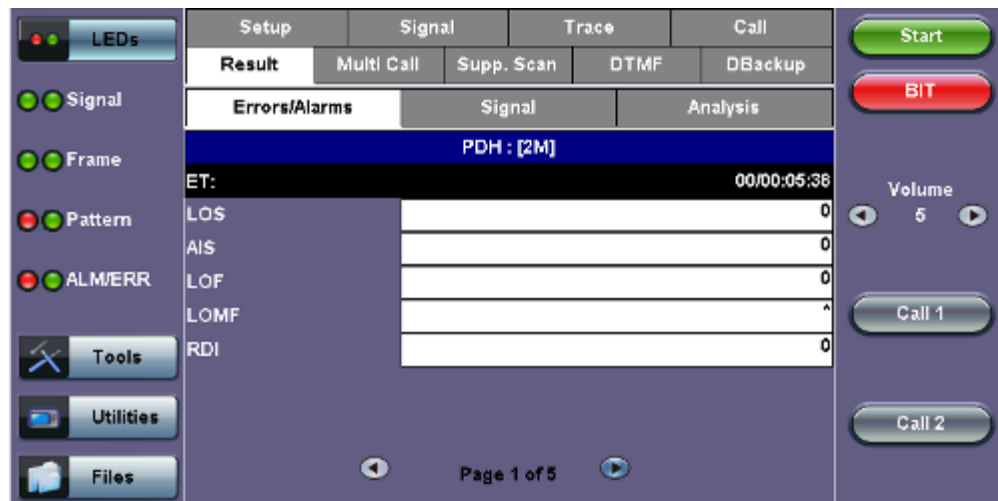 LEDs
Signal
Frame
Pattern
ALM/ERR
Tools
Utilities
Files
Setup Signal Trace Call
Result Multi Call Supp. Scan DTMF DBackup
Errors/Alarms Signal Analysis
PDH : [2M]
ET: 00/00:05:38
LOS 0
AIS 0
LOF 0
LOMF ^
RDI 0
Page 1 of 5
Start
BIT
Volume
5
Call 1
Call 2